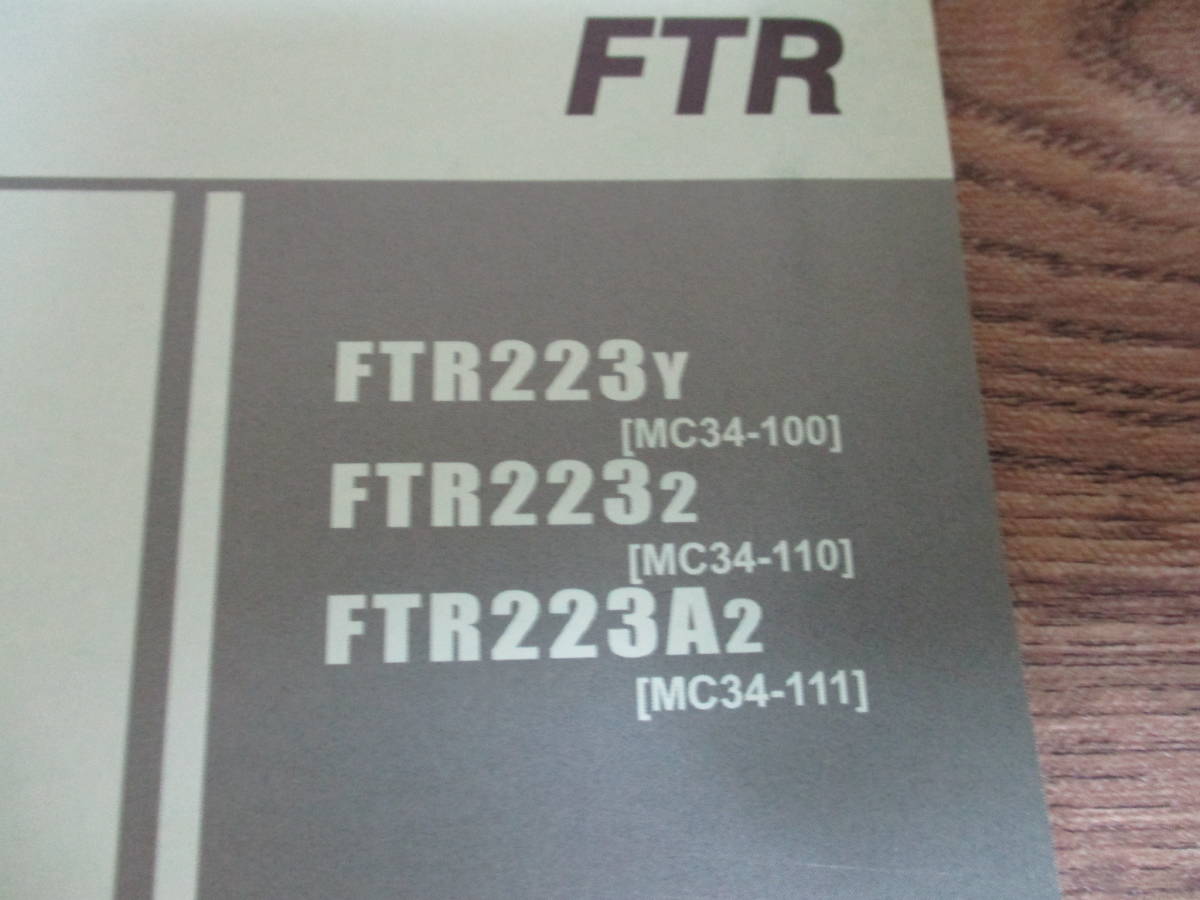 FTR
FTR223Y
[MC34-100]
FTR2232
[MC34-110]
FTR223A2
[MC34-111]